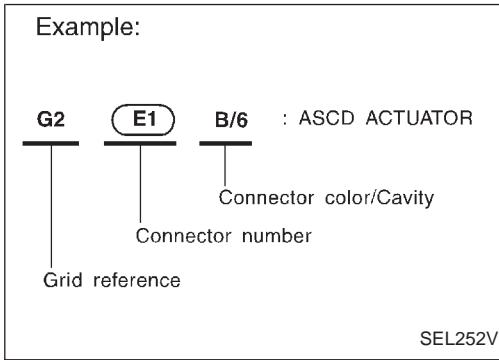 Example:
G2 E1 B/6 : ASCD ACTUATOR
Connector color/Cavity
Connector number
Grid reference
SEL252V